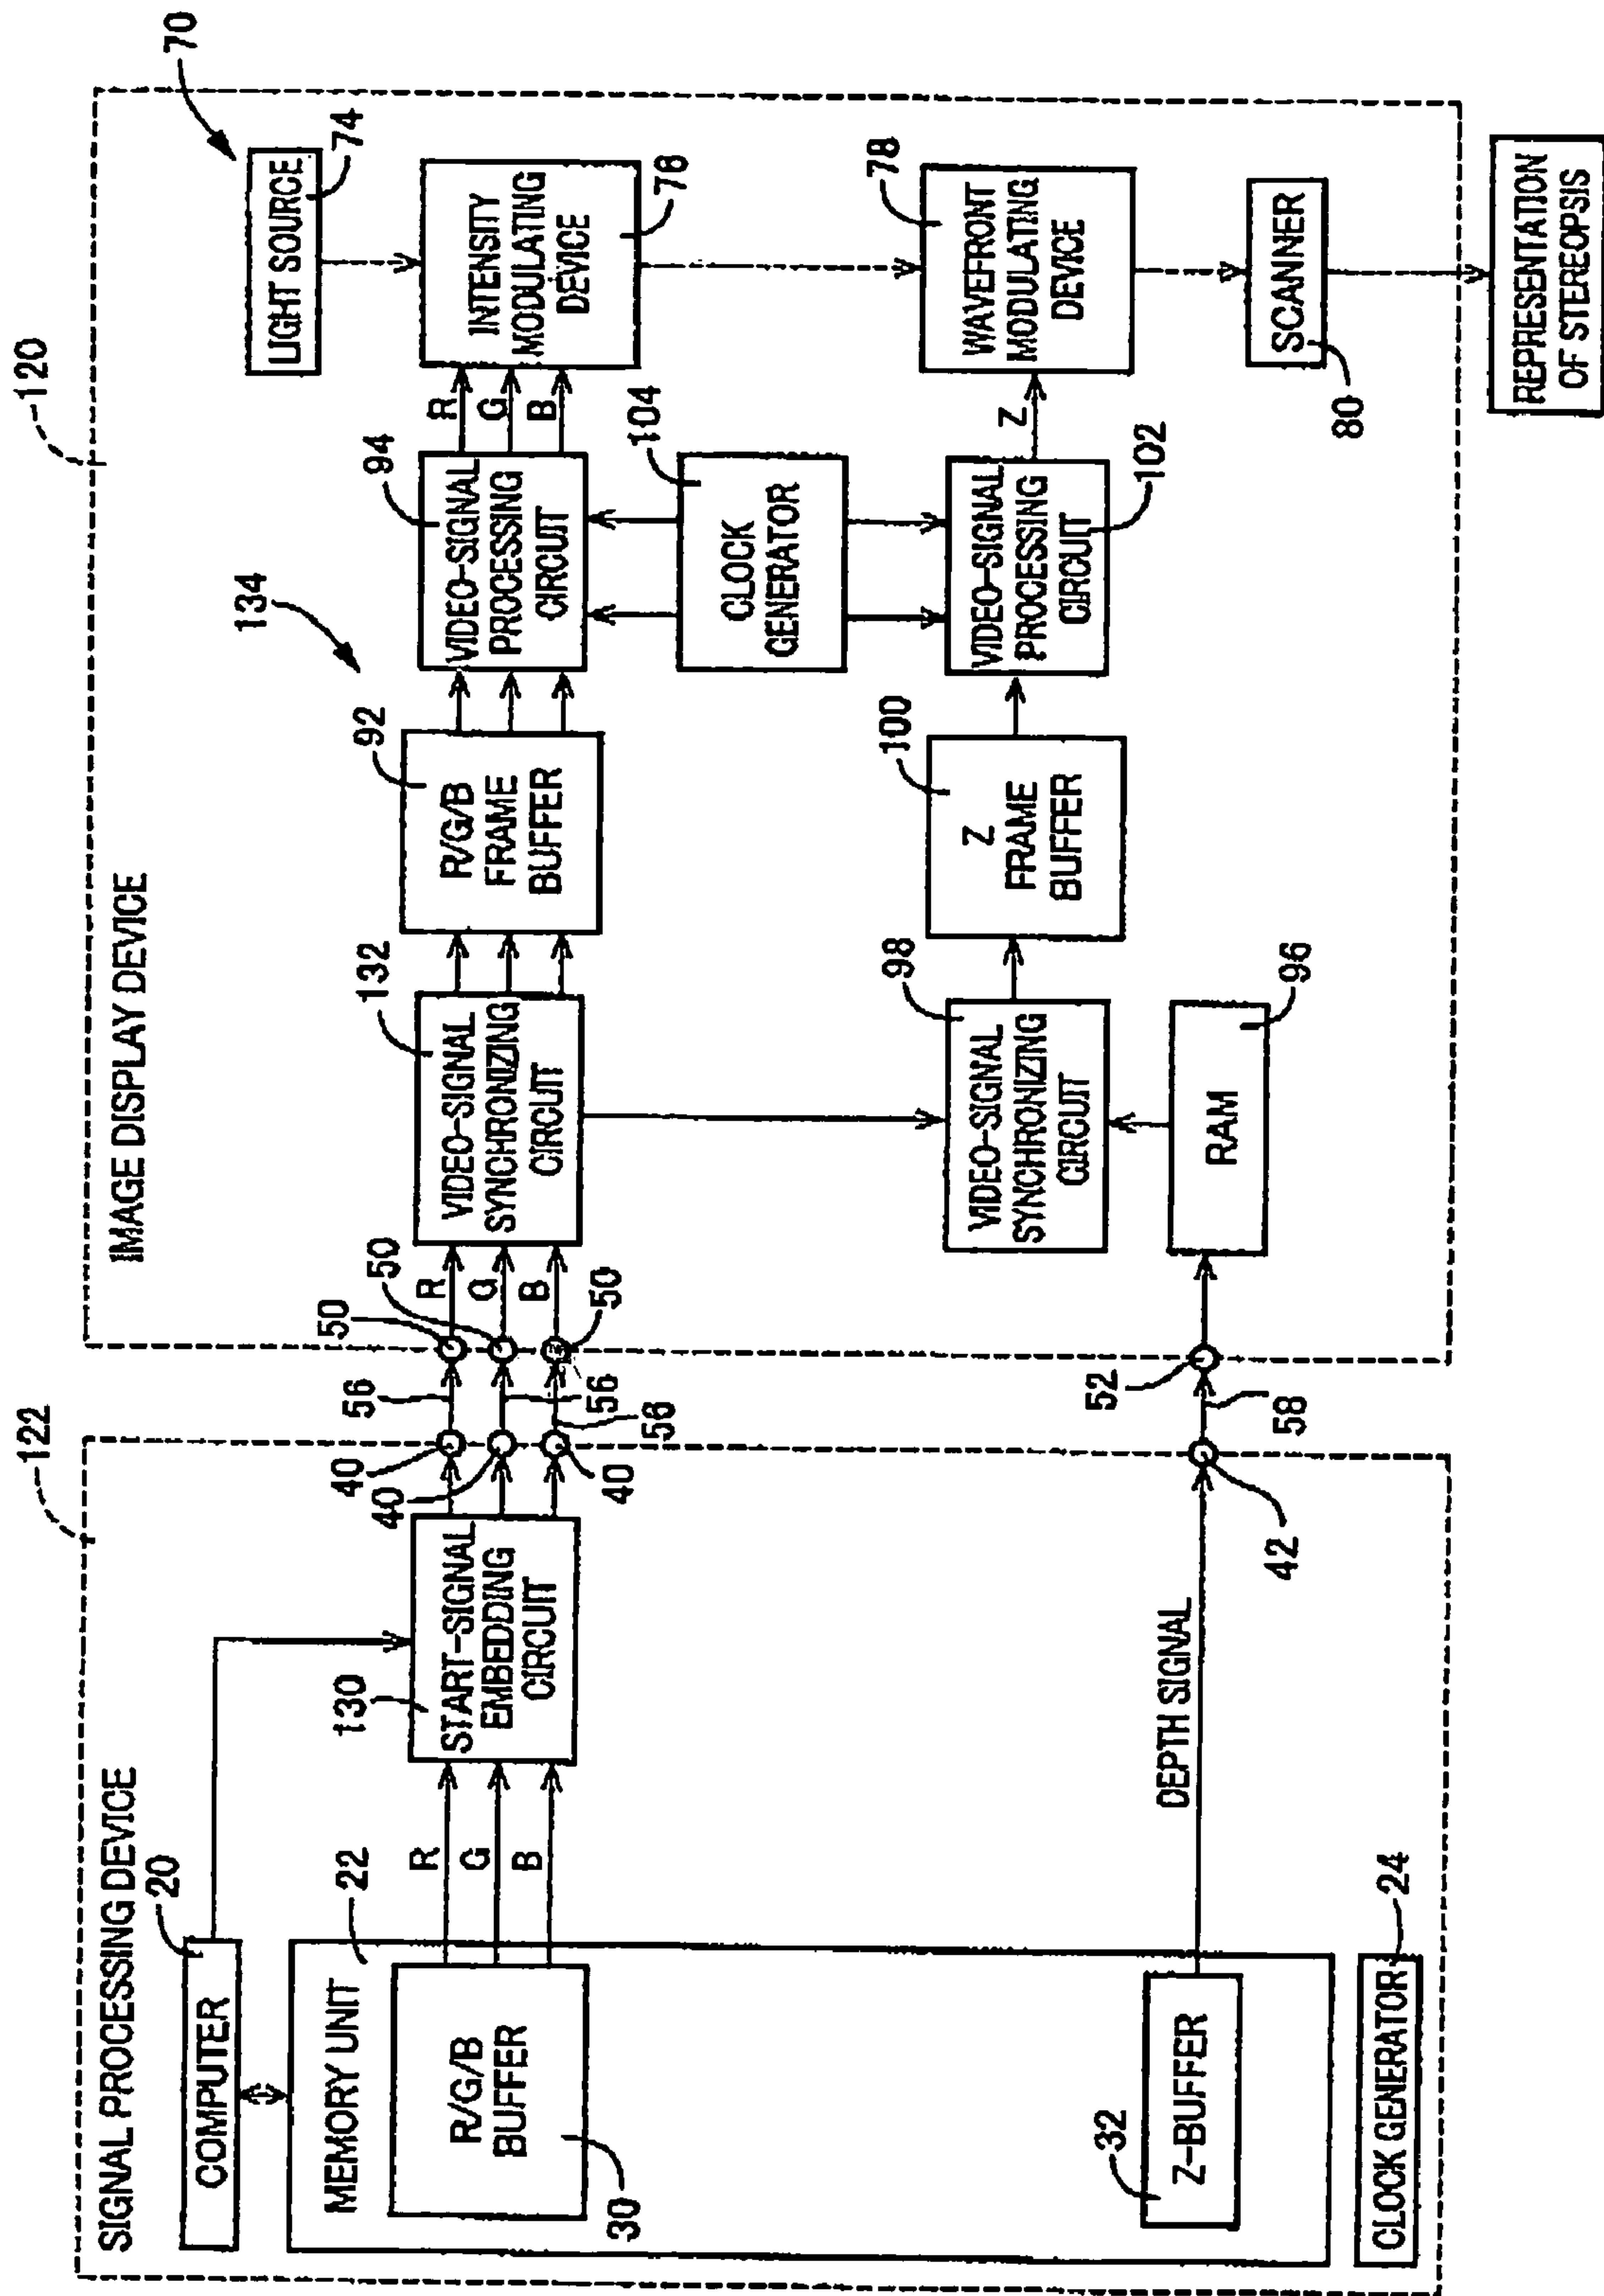 120
70
IMAGE DISPLAY DEVICE
LIGHT SOURCE
74
134
132
92
94
VIDEO-SIGNAL
SYNCHRONIZING
CIRCUIT
R/G/B
FRAME
BUFFER
VIDEO-SIGNAL
PROCESSING
CIRCUIT
R
G
B
INTENSITY
MODULATING
DEVICE
76
104
CLOCK
GENERATOR
98
100
VIDEO-SIGNAL
SYNCHRONIZING
CIRCUIT
Z
FRAME
BUFFER
VIDEO-SIGNAL
PROCESSING
CIRCUIT
102
Z
WAVEFRONT
MODULATING
DEVICE
78
RAM
96
SCANNER
80
REPRESENTATION
OF STEREOPSIS
122
SIGNAL PROCESSING DEVICE
COMPUTER
20
MEMORY UNIT
22
R/G/B
BUFFER
30
R
G
B
130
START-SIGNAL
EMBEDDING
CIRCUIT
40
40
40
56
56
56
50
50
50
R
G
B
32
Z-BUFFER
DEPTH SIGNAL
42
58
52
CLOCK GENERATOR
24